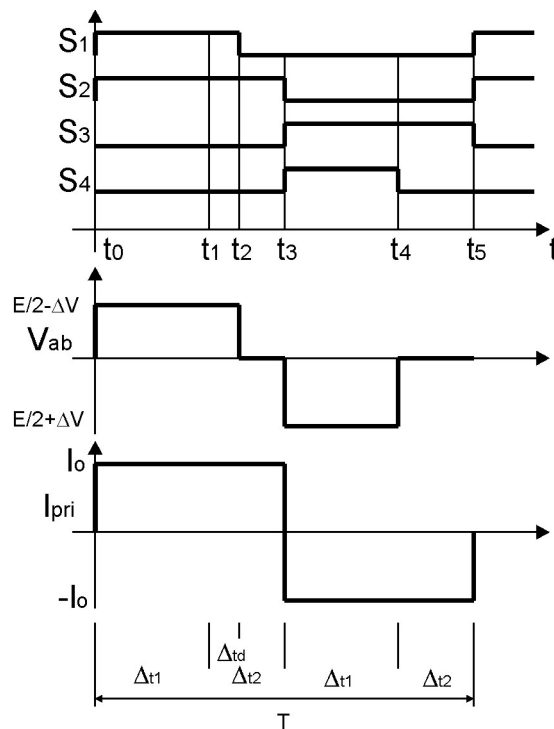 S1
S2
S3
S4
t0 t1 t2 t3 t4 t5 t
E/2-ΔV
Vab
E/2+ΔV
Io
Ipri
-Io
Δtd
Δt1 Δt2 Δt1 Δt2
T